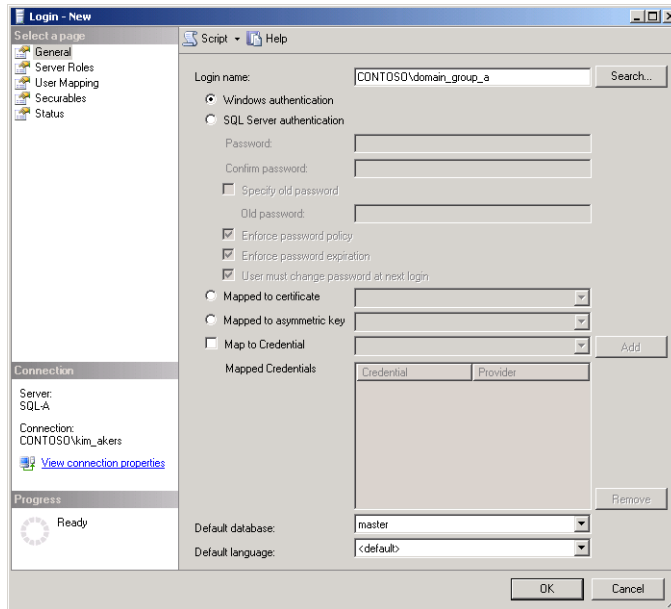 Login - New
Select a page
General
Server Roles
User Mapping
Securables
Status
Script
Help
Login name:
CONTOSO\domain_group_a
Search...
Windows authentication
SQL Server authentication
Password:
Confirm password:
Specify old password
Old password:
Enforce password policy
Enforce password expiration
User must change password at next login
Mapped to certificate
Mapped to asymmetric key
Map to Credential
Add
Mapped Credentials
Credential
Provider
Remove
Default database:
master
Default language:
<default>
Connection
Server:
SQL-A
Connection:
CONTOSO\kim_akers
View connection properties
Progress
Ready
OK
Cancel